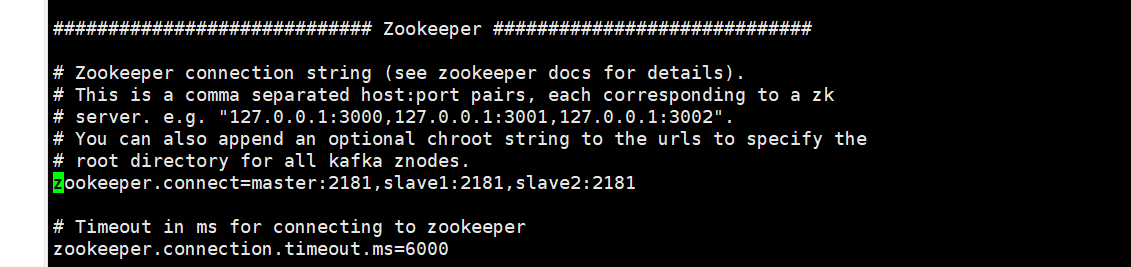 ############################# Zookeeper #############################
# Zookeeper connection string (see zookeeper docs for details).
# This is a comma separated host:port pairs, each corresponding to a zk
# server. e.g. "127.0.0.1:3000,127.0.0.1:3001,127.0.0.1:3002".
# You can also append an optional chroot string to the urls to specify the
# root directory for all kafka znodes.
zookeeper.connect=master:2181,slave1:2181,slave2:2181
# Timeout in ms for connecting to zookeeper
zookeeper.connection.timeout.ms=6000